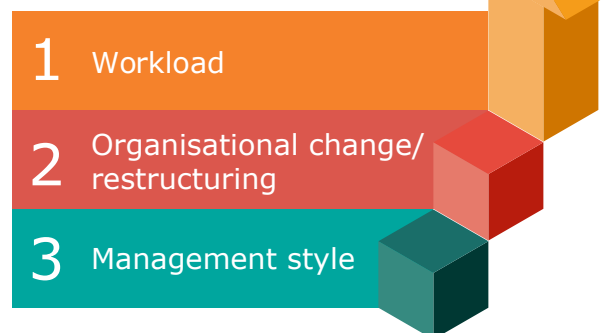 1 Workload
2 Organisational change/
restructuring
3 Management style